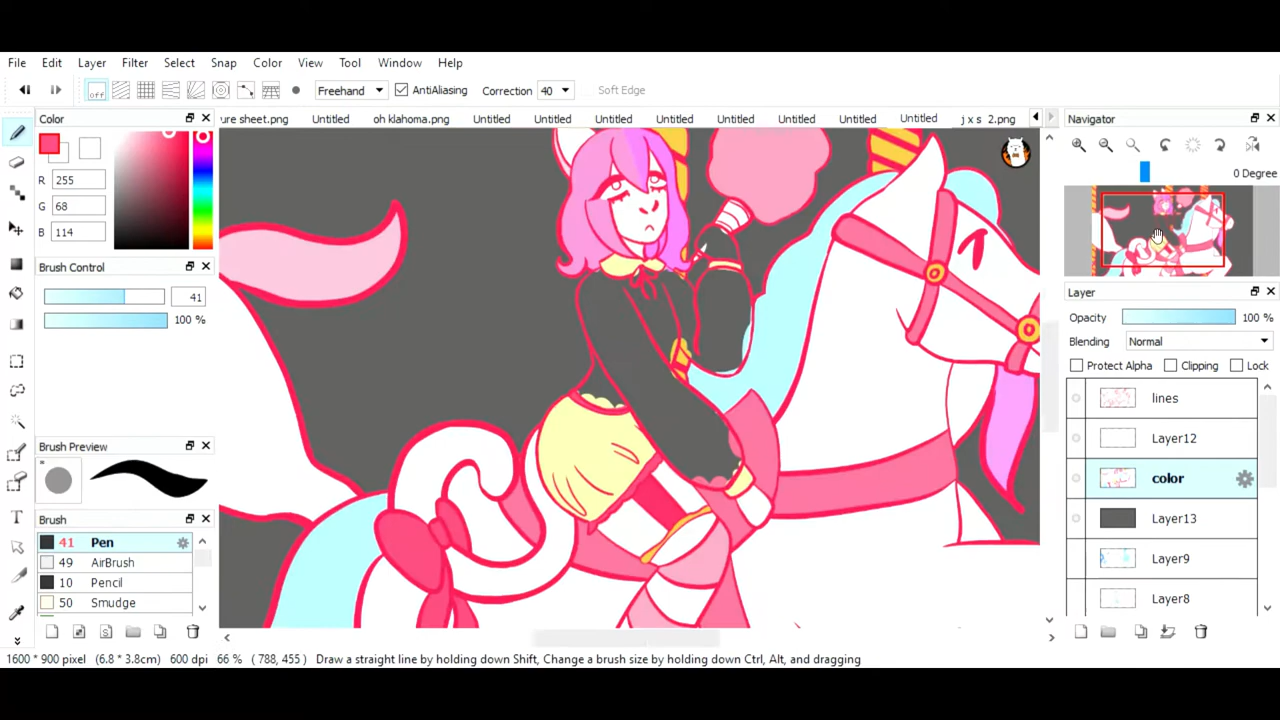 File Edit Layer Filter Select Snap Color View Tool Window Help
off Freehand AntiAliasing Correction 40 Soft Edge
Color
ure sheet.png Untitled oh klahoma.png Untitled Untitled Untitled Untitled Untitled Untitled Untitled j x s 2.png
Navigator
R 255
G 68
B 114
0 Degree
Brush Control
41
100 %
Layer
Opacity 100 %
Blending Normal
Protect Alpha Clipping Lock
lines
Layer12
color
Layer13
Layer9
Layer8
Brush Preview
Brush
41 Pen
49 AirBrush
10 Pencil
50 Smudge
1600 * 900 pixel (6.8 * 3.8cm) 600 dpi 66 % ( 788, 455) Draw a straight line by holding down Shift, Change a brush size by holding down Ctrl, Alt, and dragging